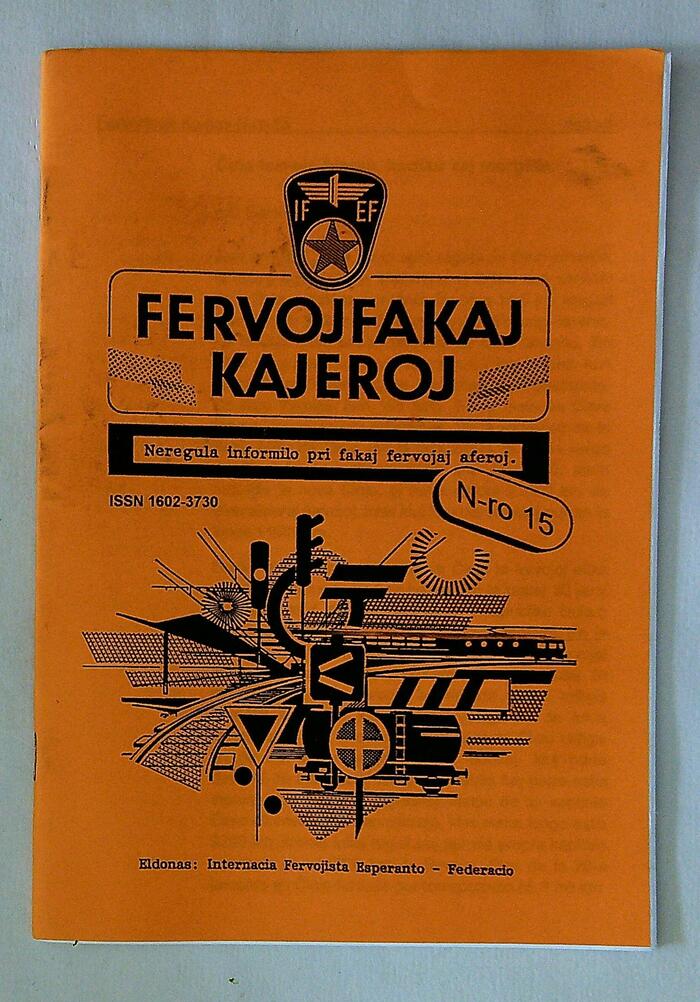 IF EF
FERVOJFAKAJ
KAJEROJ
Neregula informilo pri fakaj fervojaj aferoj.
ISSN 1602-3730
N-ro 15
Eldonas: Internacia Fervojista Esperanto - Federacio